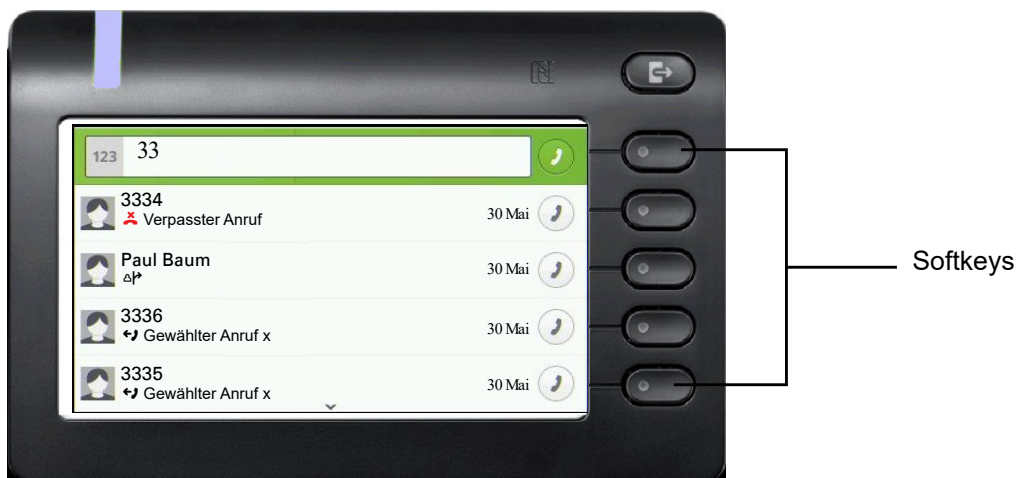 123 33
3334
Verpasster Anruf
30 Mai
Paul Baum
30 Mai
3336
Gewählter Anruf x
30 Mai
3335
Gewählter Anruf x
30 Mai
Softkeys